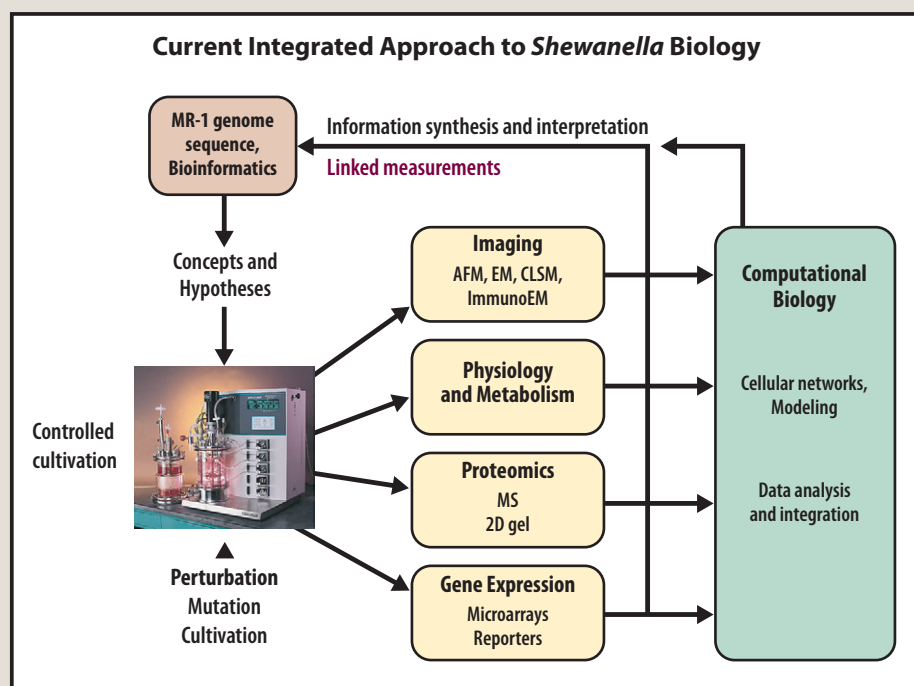 Current Integrated Approach to Shewanella Biology
MR-1 genome
sequence,
Bioinformatics
Information synthesis and interpretation
Linked measurements
Concepts and
Hypotheses
Controlled
cultivation
Perturbation
Mutation
Cultivation
Imaging
AFM, EM, CLSM,
ImmunoEM
Physiology
and Metabolism
Proteomics
MS
2D gel
Gene Expression
Microarrays
Reporters
Computational
Biology
Cellular networks,
Modeling
Data analysis
and integration